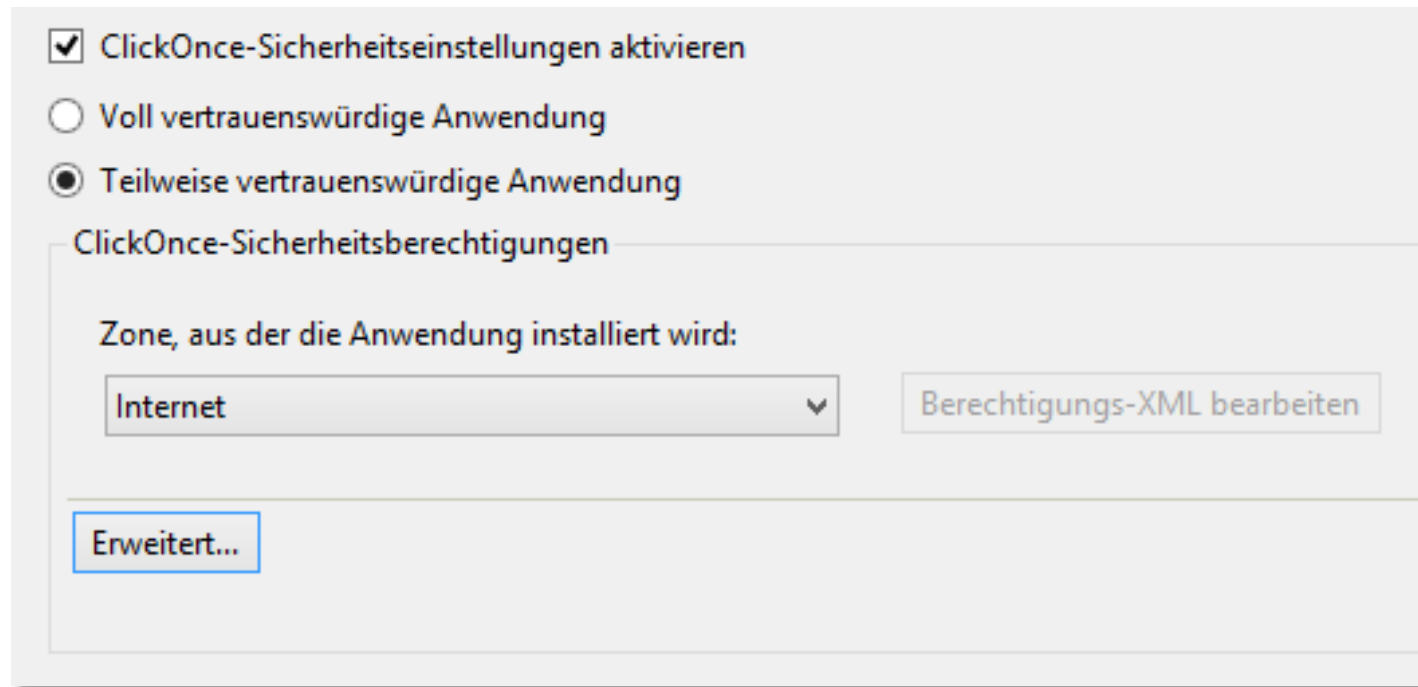 ClickOnce-Sicherheitseinstellungen aktivieren
Voll vertrauenswürdige Anwendung
Teilweise vertrauenswürdige Anwendung
ClickOnce-Sicherheitsberechtigungen
Zone, aus der die Anwendung installiert wird:
Internet
Berechtigungs-XML bearbeiten
Erweitert...